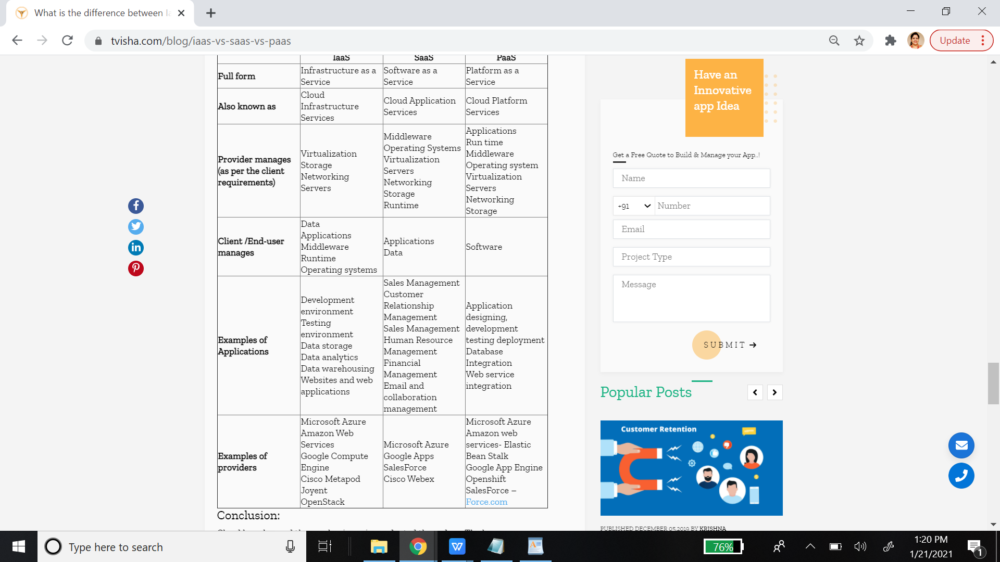 What is the difference between Ia
tvisha.com/blog/iaas-vs-saas-vs-paas
Update
IaaS SaaS PaaS
Full form
Infrastructure as a
Service
Software as a
Service
Platform as a
Service
Also known as
Cloud
Infrastructure
Services
Cloud Application
Services
Cloud Platform
Services
Provider manages
(as per the client
requirements)
Virtualization
Storage
Networking
Servers
Middleware
Operating Systems
Virtualization
Servers
Networking
Storage
Runtime
Applications
Run time
Middleware
Operating system
Virtualization
Servers
Networking
Storage
Client /End-user
manages
Data
Applications
Middleware
Runtime
Operating systems
Applications
Data
Software
Examples of
Applications
Development
environment
Testing
environment
Data storage
Data analytics
Data warehousing
Websites and web
applications
Sales Management
Customer
Relationship
Management
Sales Management
Human Resource
Management
Financial
Management
Email and
collaboration
management
Application
designing,
development
testing deployment
Database
Integration
Web service
integration
Examples of
providers
Microsoft Azure
Amazon Web
Services
Google Compute
Engine
Cisco Metapod
Joyent
OpenStack
Microsoft Azure
Google Apps
SalesForce
Cisco Webex
Microsoft Azure
Amazon web
services- Elastic
Bean Stalk
Google App Engine
Openshift
SalesForce –
Force.com
Conclusion:
Have an
Innovative
app Idea
Get a Free Quote to Build & Manage your App..!
Name
+91 Number
Email
Project Type
Message
SUBMIT
Popular Posts
Customer Retention
PUBLISHED DECEMBER 05,2019 BY KRISHNA
Type here to search
76%
1:20 PM
1/21/2021
1